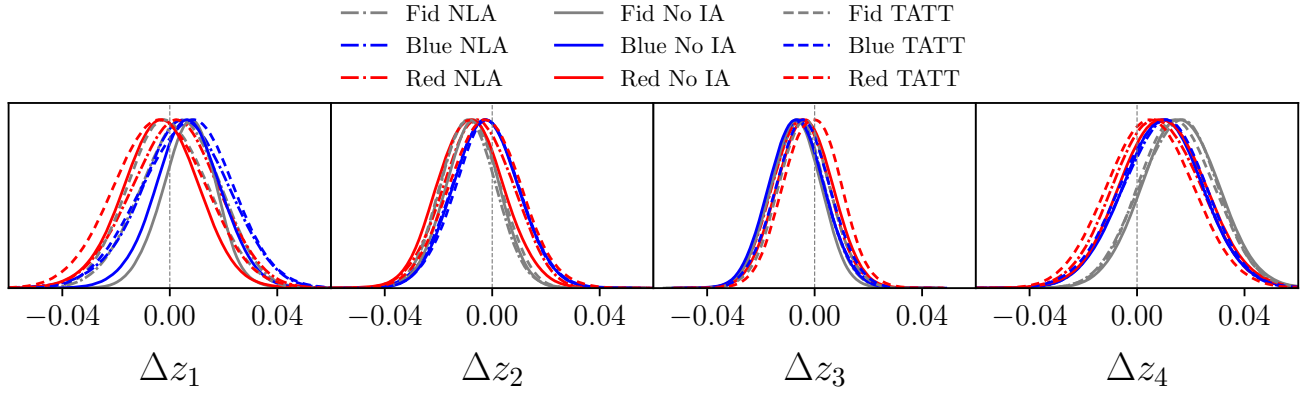 Fid NLA Fid No IA Fid TATT
Blue NLA Blue No IA Blue TATT
Red NLA Red No IA Red TATT
−0.04 0.00 0.04 −0.04 0.00 0.04 −0.04 0.00 0.04 −0.04 0.00 0.04
Δz₁ Δz₂ Δz₃ Δz₄